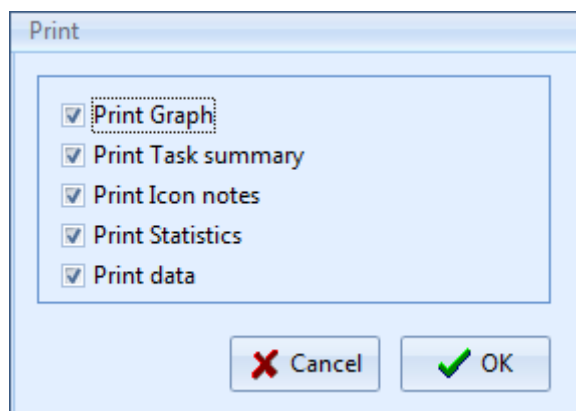 Print
Print Graph
Print Task summary
Print Icon notes
Print Statistics
Print data
Cancel
OK